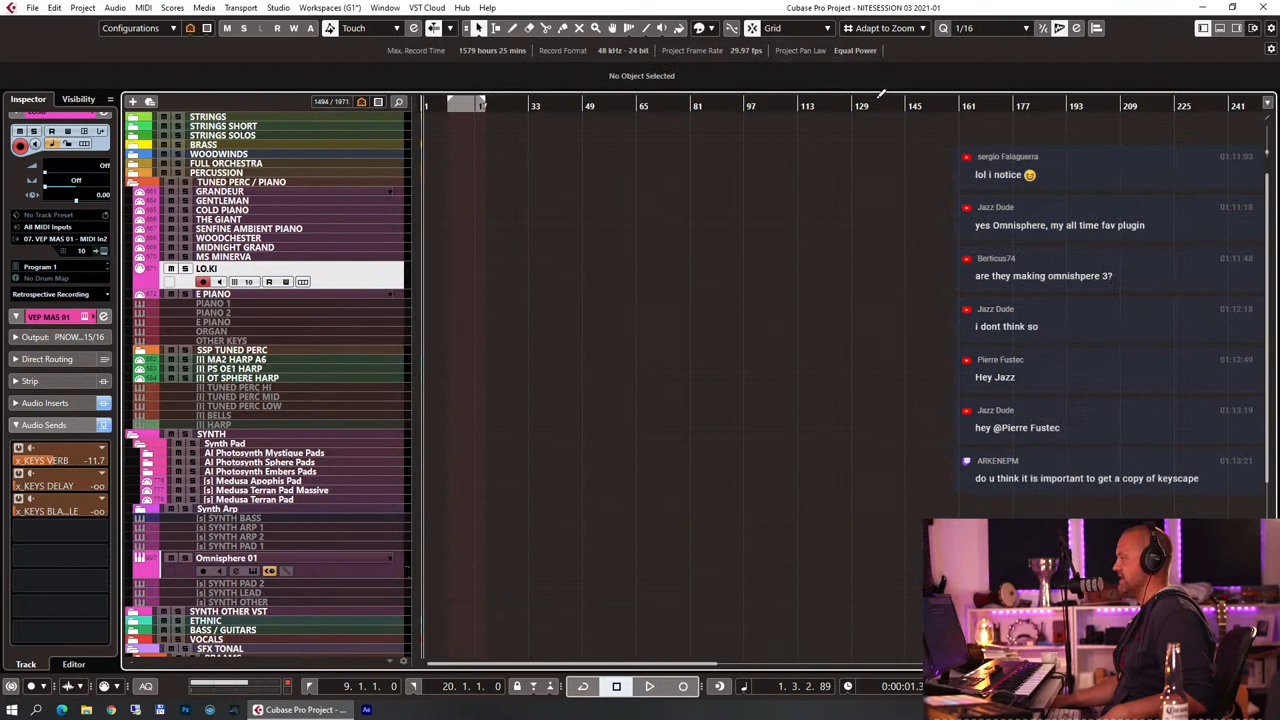 File Edit Project Audio MIDI Scores Media Transport Studio Workspaces (G1*) Window VST Cloud Hub Help
Cubase Pro Project - NITESESSION 03 2021-01
Configurations M S L R W A Touch Grid Adapt to Zoom Q 1/16
Max. Record Time 1579 hours 25 mins Record Format 48 kHz - 24 bit Project Frame Rate 29.97 fps Project Pan Law Equal Power
No Object Selected
Inspector Visibility
1494 / 1971
1 17 33 49 65 81 97 113 129 145 161 177 193 209 225 241
Off
Off
0.00
No Track Preset
All MIDI Inputs
07. VEP MAS 01 - MIDI In2
10
Program 1
No Drum Map
Retrospective Recording
VEP MAS 01
Output: PNOW...15/16
Direct Routing
Strip
Audio Inserts
Audio Sends
x_KEYS VERB -11.7
x_KEYS DELAY -oo
x_KEYS BLA...LE -oo
Track Editor
STRINGS
STRINGS SHORT
STRINGS SOLOS
BRASS
WOODWINDS
FULL ORCHESTRA
PERCUSSION
TUNED PERC / PIANO
GRANDEUR
GENTLEMAN
COLD PIANO
THE GIANT
SENFINE AMBIENT PIANO
WOODCHESTER
MIDNIGHT GRAND
MS MINERVA
LO.KI
10 R W
E PIANO
PIANO 1
PIANO 2
E PIANO
ORGAN
OTHER KEYS
SSP TUNED PERC
[I] MA2 HARP A6
[I] PS OE1 HARP
[I] OT SPHERE HARP
[I] TUNED PERC HI
[I] TUNED PERC MID
[I] TUNED PERC LOW
[I] BELLS
[I] HARP
SYNTH
Synth Pad
AI Photosynth Mystique Pads
AI Photosynth Sphere Pads
AI Photosynth Embers Pads
[s] Medusa Apophis Pad
[s] Medusa Terran Pad Massive
[s] Medusa Terran Pad
Synth Arp
[s] SYNTH BASS
[s] SYNTH ARP 1
[s] SYNTH ARP 2
[s] SYNTH PAD 1
Omnisphere 01
[s] SYNTH PAD 2
[s] SYNTH LEAD
[s] SYNTH OTHER
SYNTH OTHER VST
ETHNIC
BASS / GUITARS
VOCALS
SFX TONAL
sergio Falaguerra 01:11:03
lol i notice 😆
Jazz Dude 01:11:18
yes Omnisphere, my all time fav plugin
Berticus74 01:11:48
are they making omnishpere 3?
Jazz Dude 01:12:18
i dont think so
Pierre Fustec 01:12:49
Hey Jazz
Jazz Dude 01:13:19
hey @Pierre Fustec
ARKENEPM 01:13:21
do u think it is important to get a copy of keyscape
AQ 9. 1. 1. 0 20. 1. 1. 0 1. 3. 2. 89 0:00:01.3
Cubase Pro Project - ...
Corona